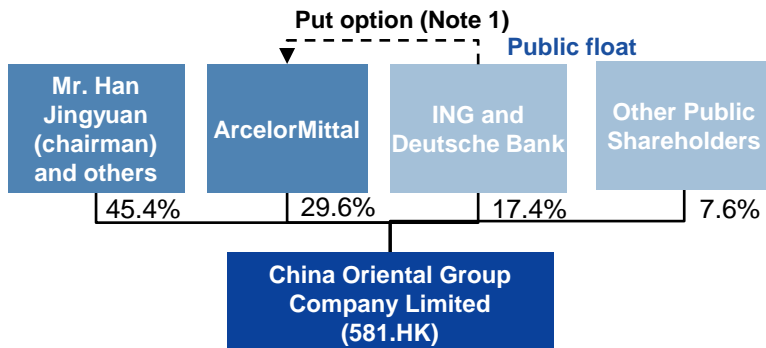 Put option (Note 1)
Public float
Mr. Han
Jingyuan
(chairman)
and others
ArcelorMittal
ING and
Deutsche Bank
Other Public
Shareholders
45.4%
29.6%
17.4%
7.6%
China Oriental Group
Company Limited
(581.HK)